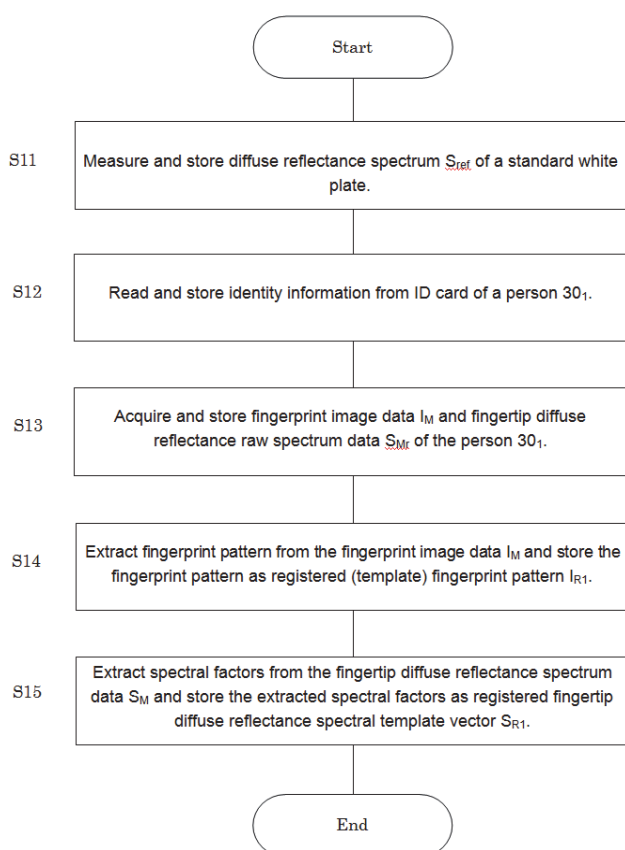 Start
S11
Measure and store diffuse reflectance spectrum Sref of a standard white
plate.
S12
Read and store identity information from ID card of a person 30₁.
S13
Acquire and store fingerprint image data IM and fingertip diffuse
reflectance raw spectrum data SMr of the person 30₁.
S14
Extract fingerprint pattern from the fingerprint image data IM and store the
fingerprint pattern as registered (template) fingerprint pattern IR1.
S15
Extract spectral factors from the fingertip diffuse reflectance spectrum
data SM and store the extracted spectral factors as registered fingertip
diffuse reflectance spectral template vector SR1.
End